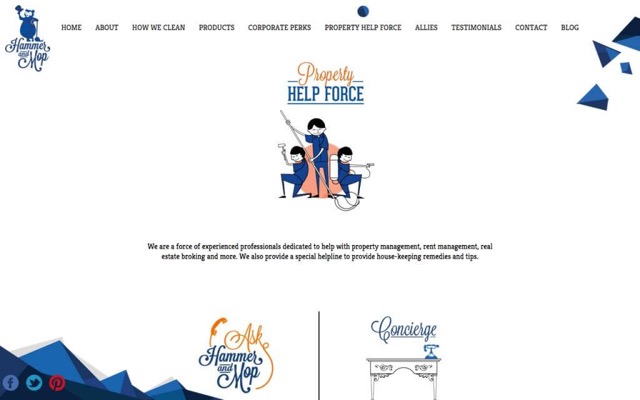 Hammer
and Mop
HOME ABOUT HOW WE CLEAN PRODUCTS CORPORATE PERKS PROPERTY HELP FORCE ALLIES TESTIMONIALS CONTACT BLOG
Property
HELP FORCE
We are a force of experienced professionals dedicated to help with property management, rent management, real
estate broking and more. We also provide a special helpline to provide house-keeping remedies and tips.
Ask
Hammer
and Mop
Concierge